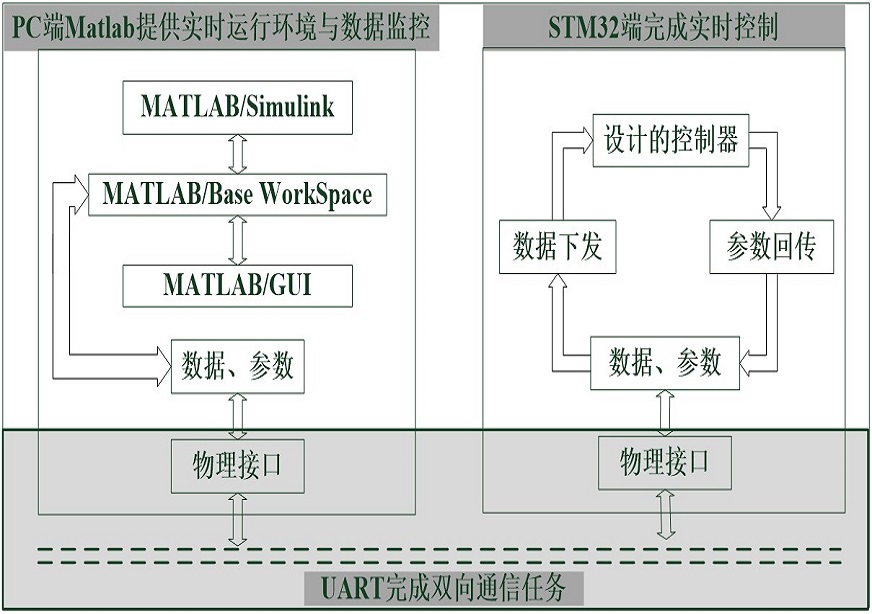 PC端Matlab提供实时运行环境与数据监控
MATLAB/Simulink
MATLAB/Base WorkSpace
MATLAB/GUI
数据、参数
物理接口
STM32端完成实时控制
设计的控制器
数据下发
参数回传
数据、参数
物理接口
UART完成双向通信任务